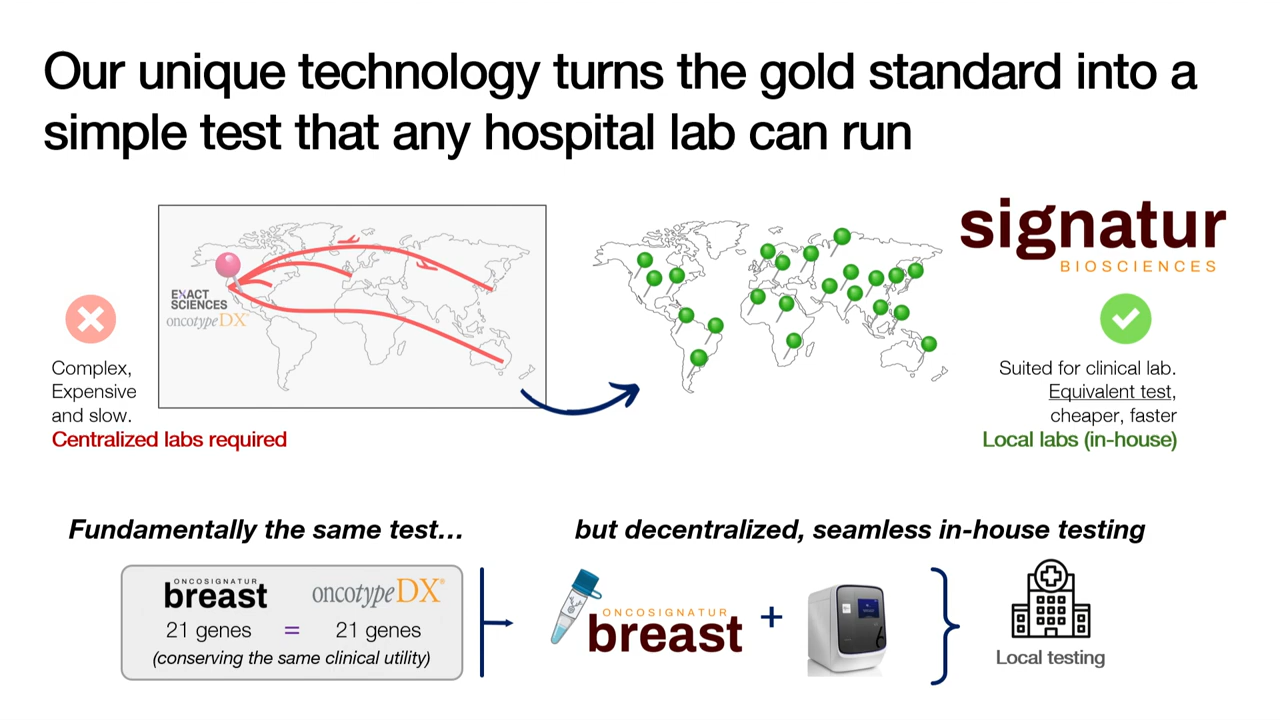 Our unique technology turns the gold standard into a
simple test that any hospital lab can run
EXACT
SCIENCES
oncotypeDX®
Complex,
Expensive
and slow.
Centralized labs required
signatur
BIOSCIENCES
Suited for clinical lab.
Equivalent test,
cheaper, faster
Local labs (in-house)
Fundamentally the same test...
but decentralized, seamless in-house testing
ONCOSIGNATUR
breast
oncotypeDX®
21 genes = 21 genes
(conserving the same clinical utility)
ONCOSIGNATUR
breast
+
6
Local testing